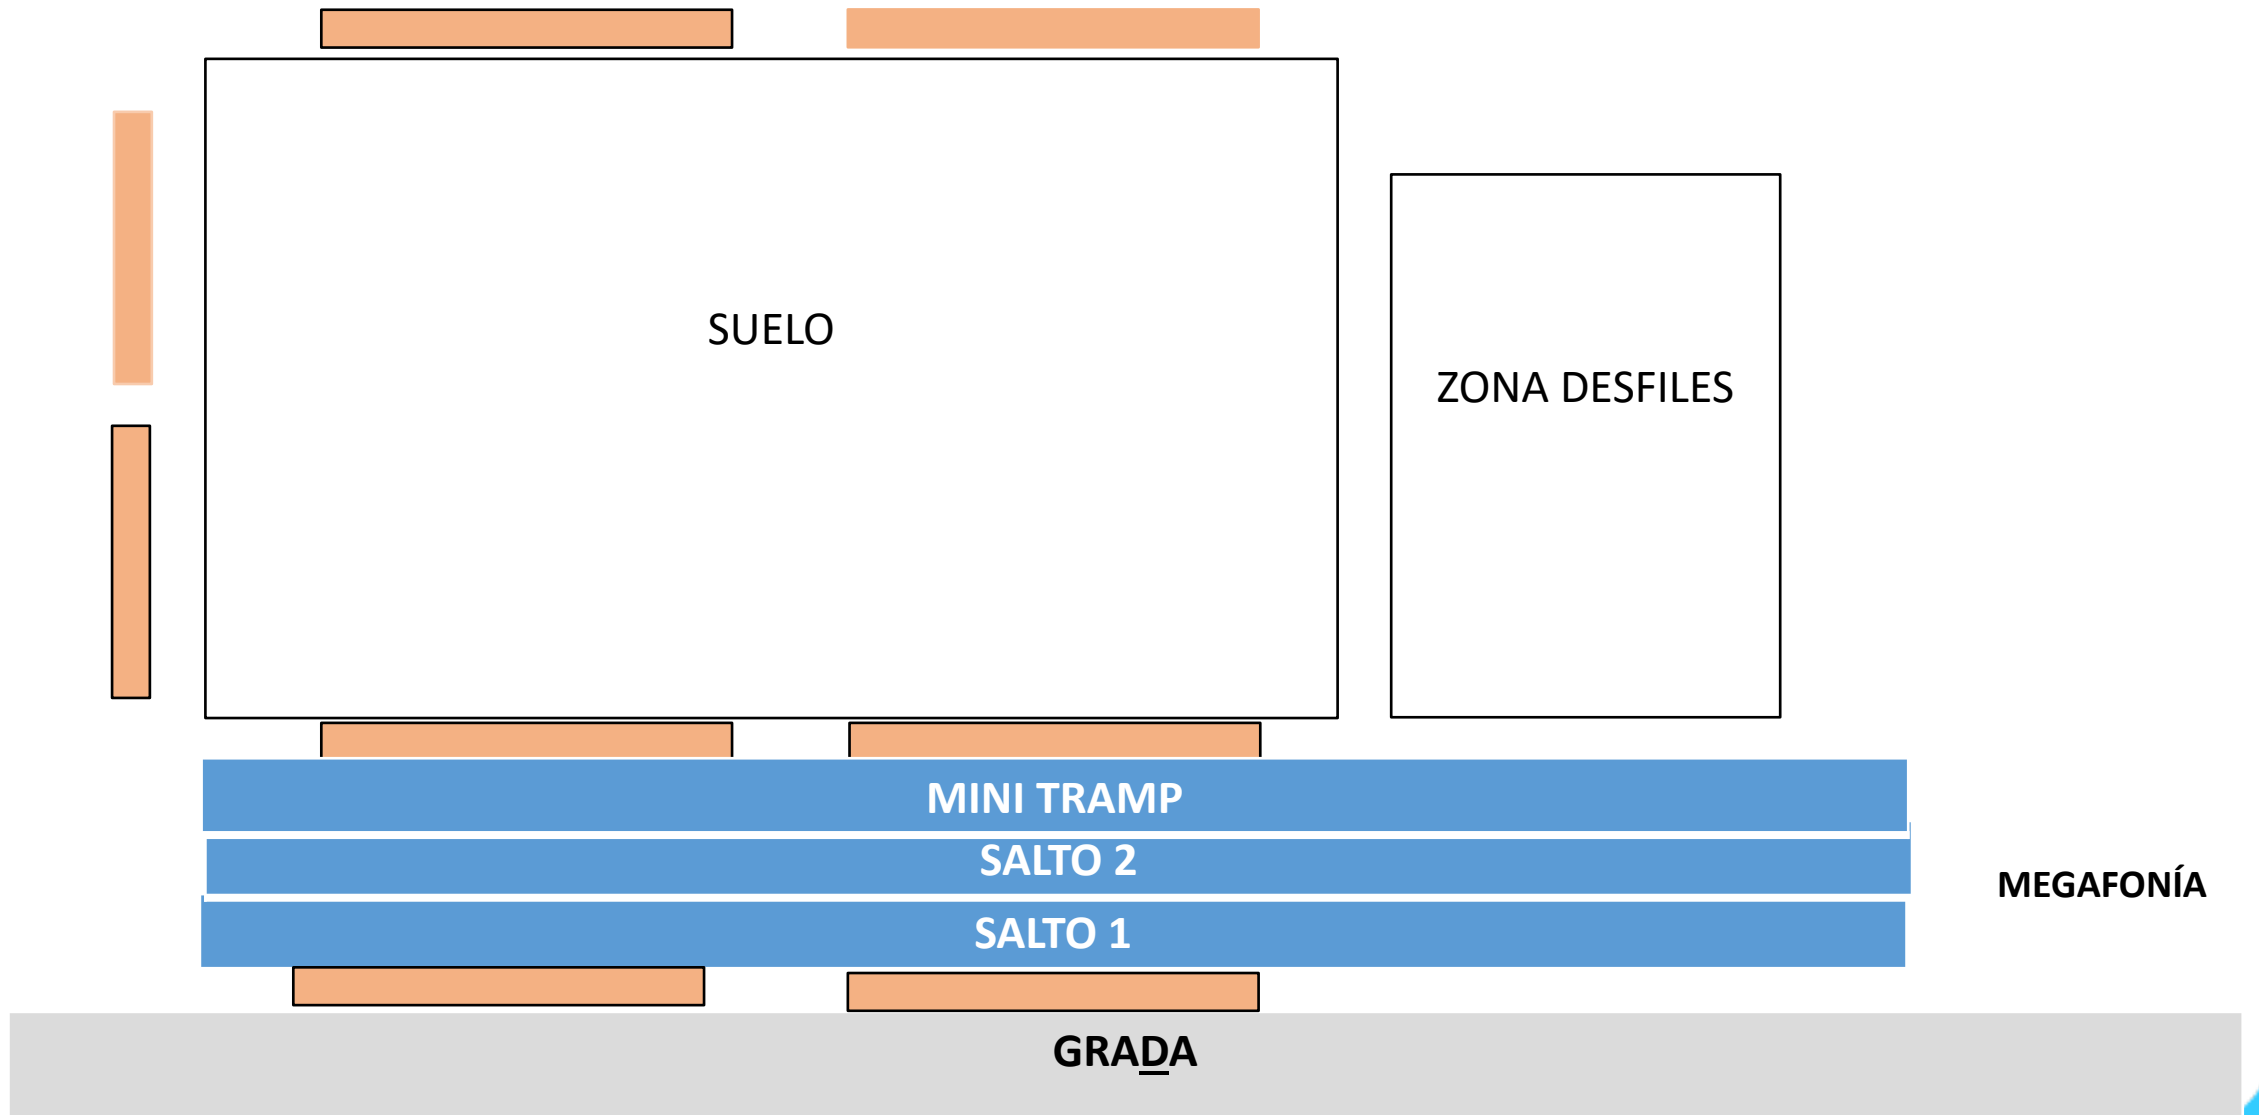 SUELO
ZONA DESFILES
MINI TRAMP
SALTO 2
MEGAFONÍA
SALTO 1
GRADA